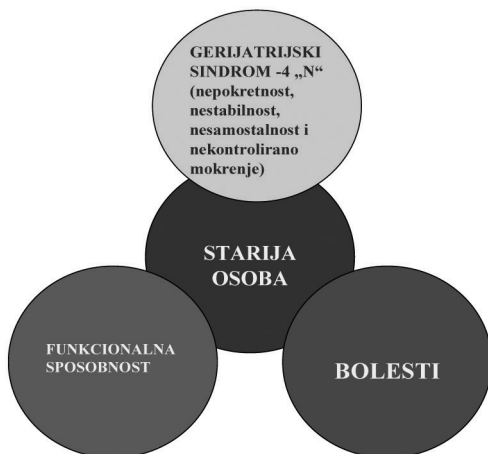 GERIJATRIJSKI
SINDROM -4 „N“
(nepokretnost,
nestabilnost,
nesamostalnost i
nekontrolirano
mokrenje)
STARIJA
OSOBA
FUNKCIONALNA
SPOSOBNOST
BOLESTI